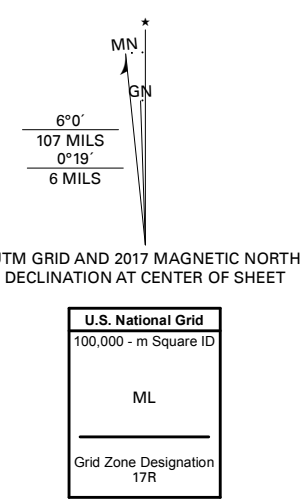 MN
GN
6°0´
107 MILS
0°19´
6 MILS
UTM GRID AND 2017 MAGNETIC NORTH
DECLINATION AT CENTER OF SHEET
U.S. National Grid
100,000 - m Square ID
ML
Grid Zone Designation
17R